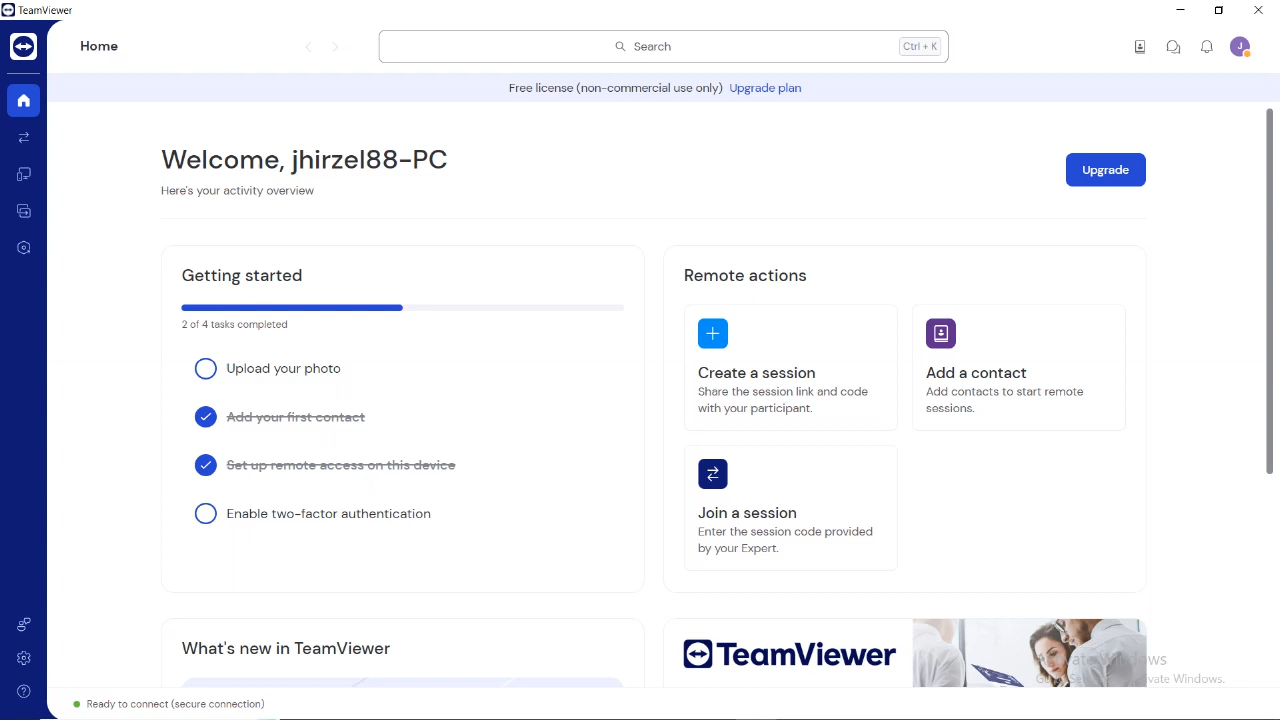 TeamViewer
Home
Search
Ctrl + K
J
Free license (non-commercial use only) Upgrade plan
Welcome, jhirzel88-PC
Here's your activity overview
Upgrade
Getting started
2 of 4 tasks completed
Upload your photo
Add your first contact
Set up remote access on this device
Enable two-factor authentication
Remote actions
Create a session
Share the session link and code
with your participant.
Add a contact
Add contacts to start remote
sessions.
Join a session
Enter the session code provided
by your Expert.
What's new in TeamViewer
TeamViewer
Ready to connect (secure connection)